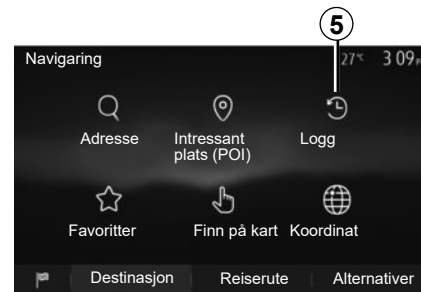 5
Navigaring 27°C 3 09
Adresse Intressant plats (POI) Logg
Favoritter Finn på kart Koordinat
Destinasjon Reiserute Alternativer